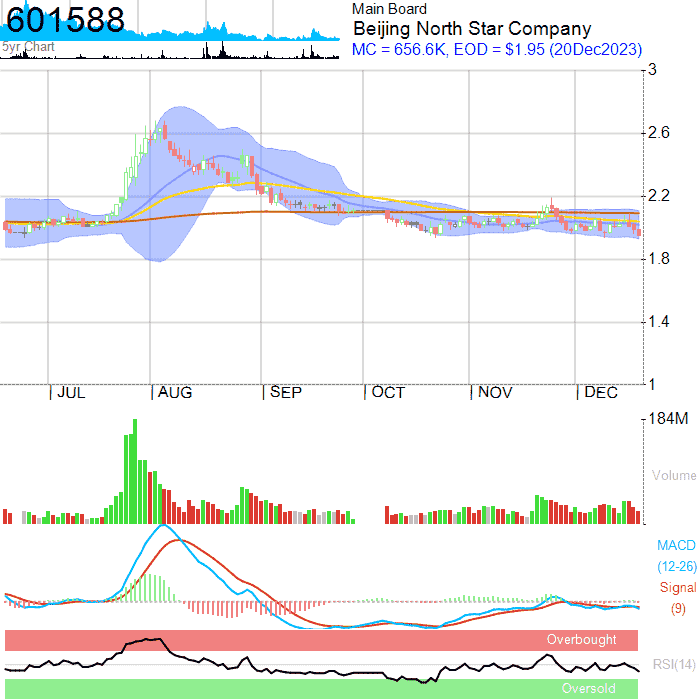 601588
5yr Chart
Main Board
Beijing North Star Company
MC = 656.6K, EOD = $1.95 (20Dec2023)
3
2.6
2.2
1.8
1.4
1
JUL
AUG
SEP
OCT
NOV
DEC
184M
Volume
MACD
(12-26)
Signal
(9)
Overbought
RSI(14)
Oversold